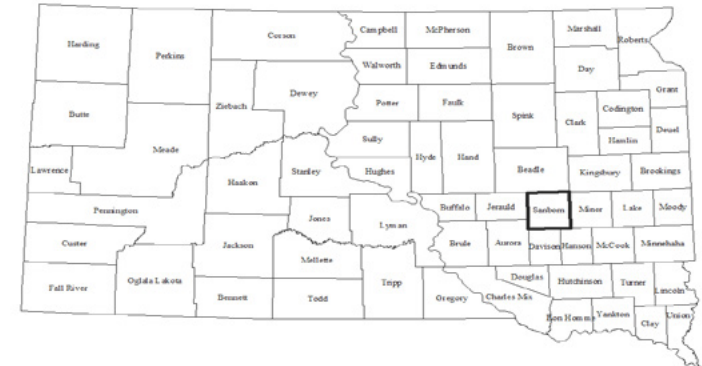 Harding
Perkins
Corson
Campbell
McPherson
Brown
Marshall
Roberts
Walworth
Edmunds
Day
Dewey
Ziebach
Potter
Faulk
Grant
Codington
Butte
Spink
Clark
Deuel
Hamlin
Meade
Sully
Hyde
Hand
Lawrence
Haakon
Stanley
Hughes
Beadle
Kingsbury
Brookings
Pennington
Jones
Lyman
Buffalo
Jerauld
Sanborn
Miner
Lake
Moody
Custer
Jackson
Brule
Aurora
Davison
Hanson
McCook
Minnehaha
Mellette
Fall River
Oglala Lakota
Bennett
Todd
Tripp
Gregory
Charles Mix
Douglas
Hutchinson
Turner
Lincoln
Bon Homme
Yankton
Clay
Union